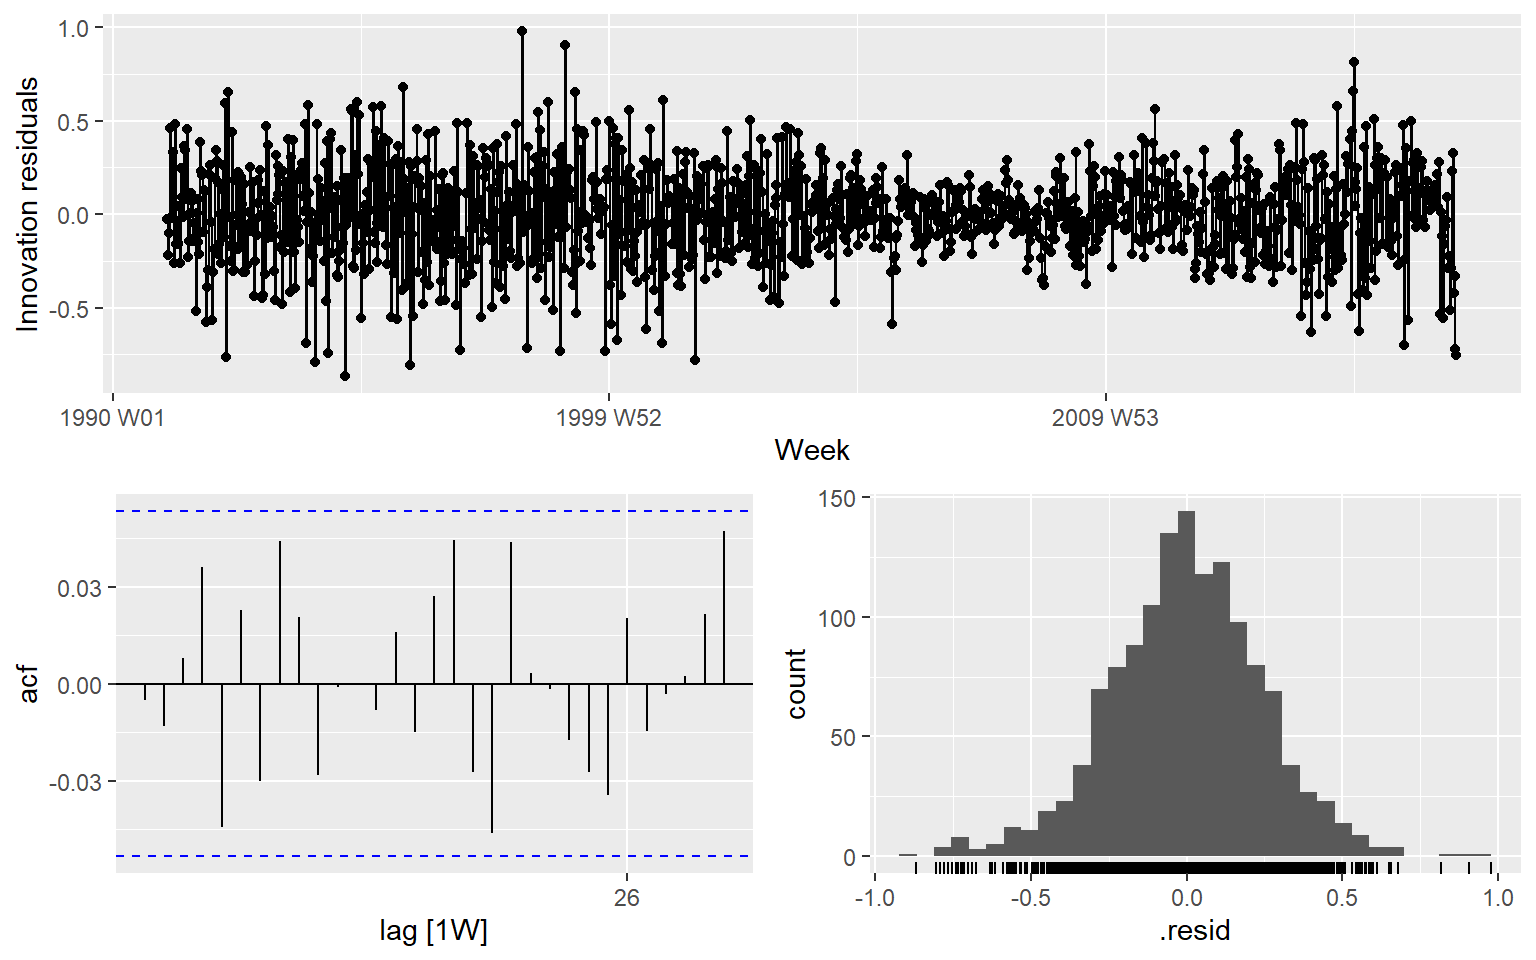 Innovation residuals
1.0
0.5
0.0
-0.5
1990 W01 1999 W52 2009 W53
Week
acf
0.03
0.00
-0.03
26
lag [1W]
count
150
100
50
0
-1.0 -0.5 0.0 0.5 1.0
.resid